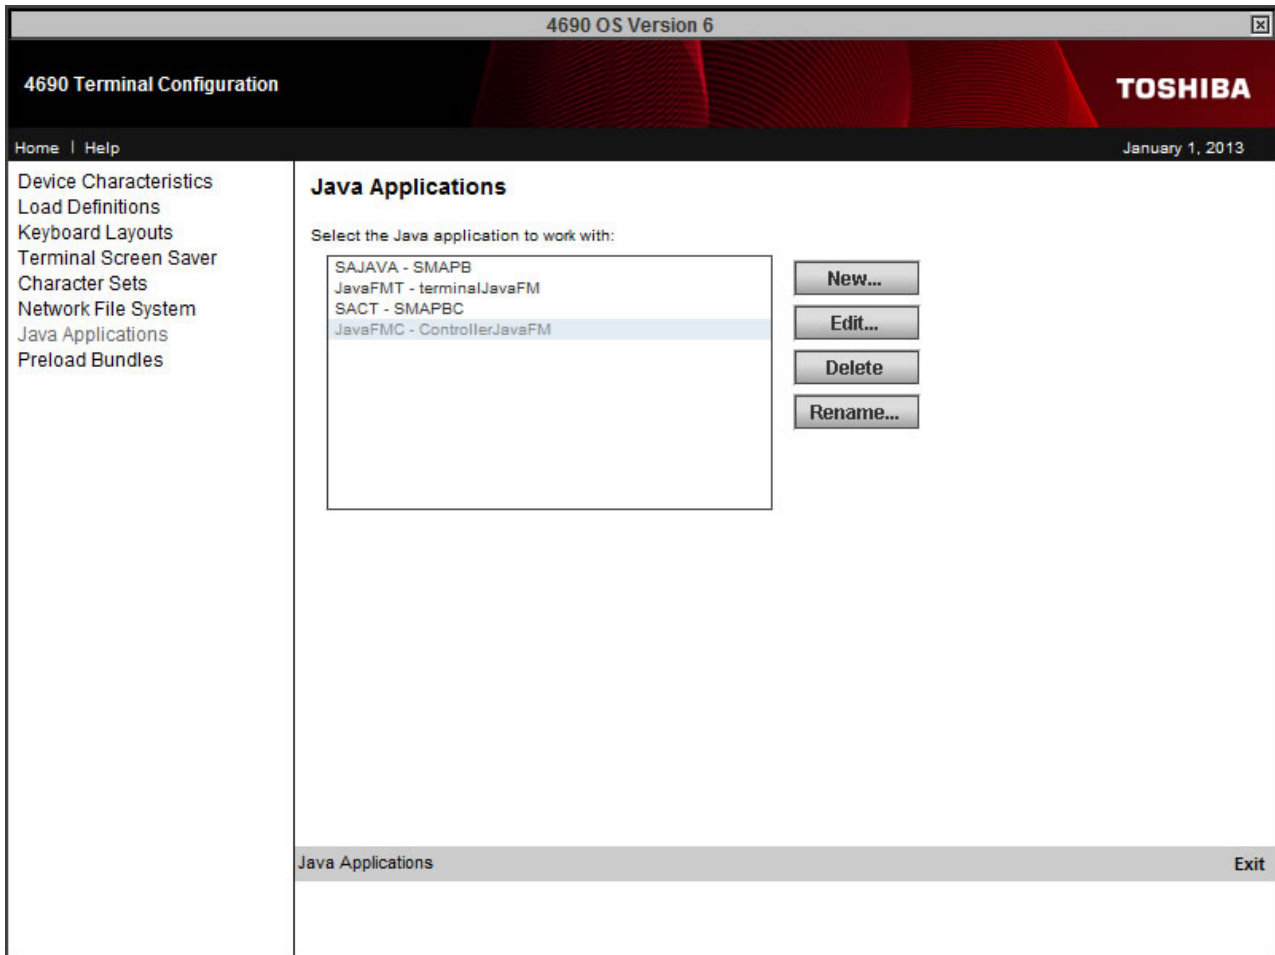 4690 OS Version 6
4690 Terminal Configuration
TOSHIBA
Home | Help
January 1, 2013
Device Characteristics
Load Definitions
Keyboard Layouts
Terminal Screen Saver
Character Sets
Network File System
Java Applications
Preload Bundles
Java Applications
Select the Java application to work with:
SAJAVA - SMAPB
JavaFMT - terminalJavaFM
SACT - SMAPBC
JavaFMC - ControllerJavaFM
New...
Edit...
Delete
Rename...
Java Applications
Exit